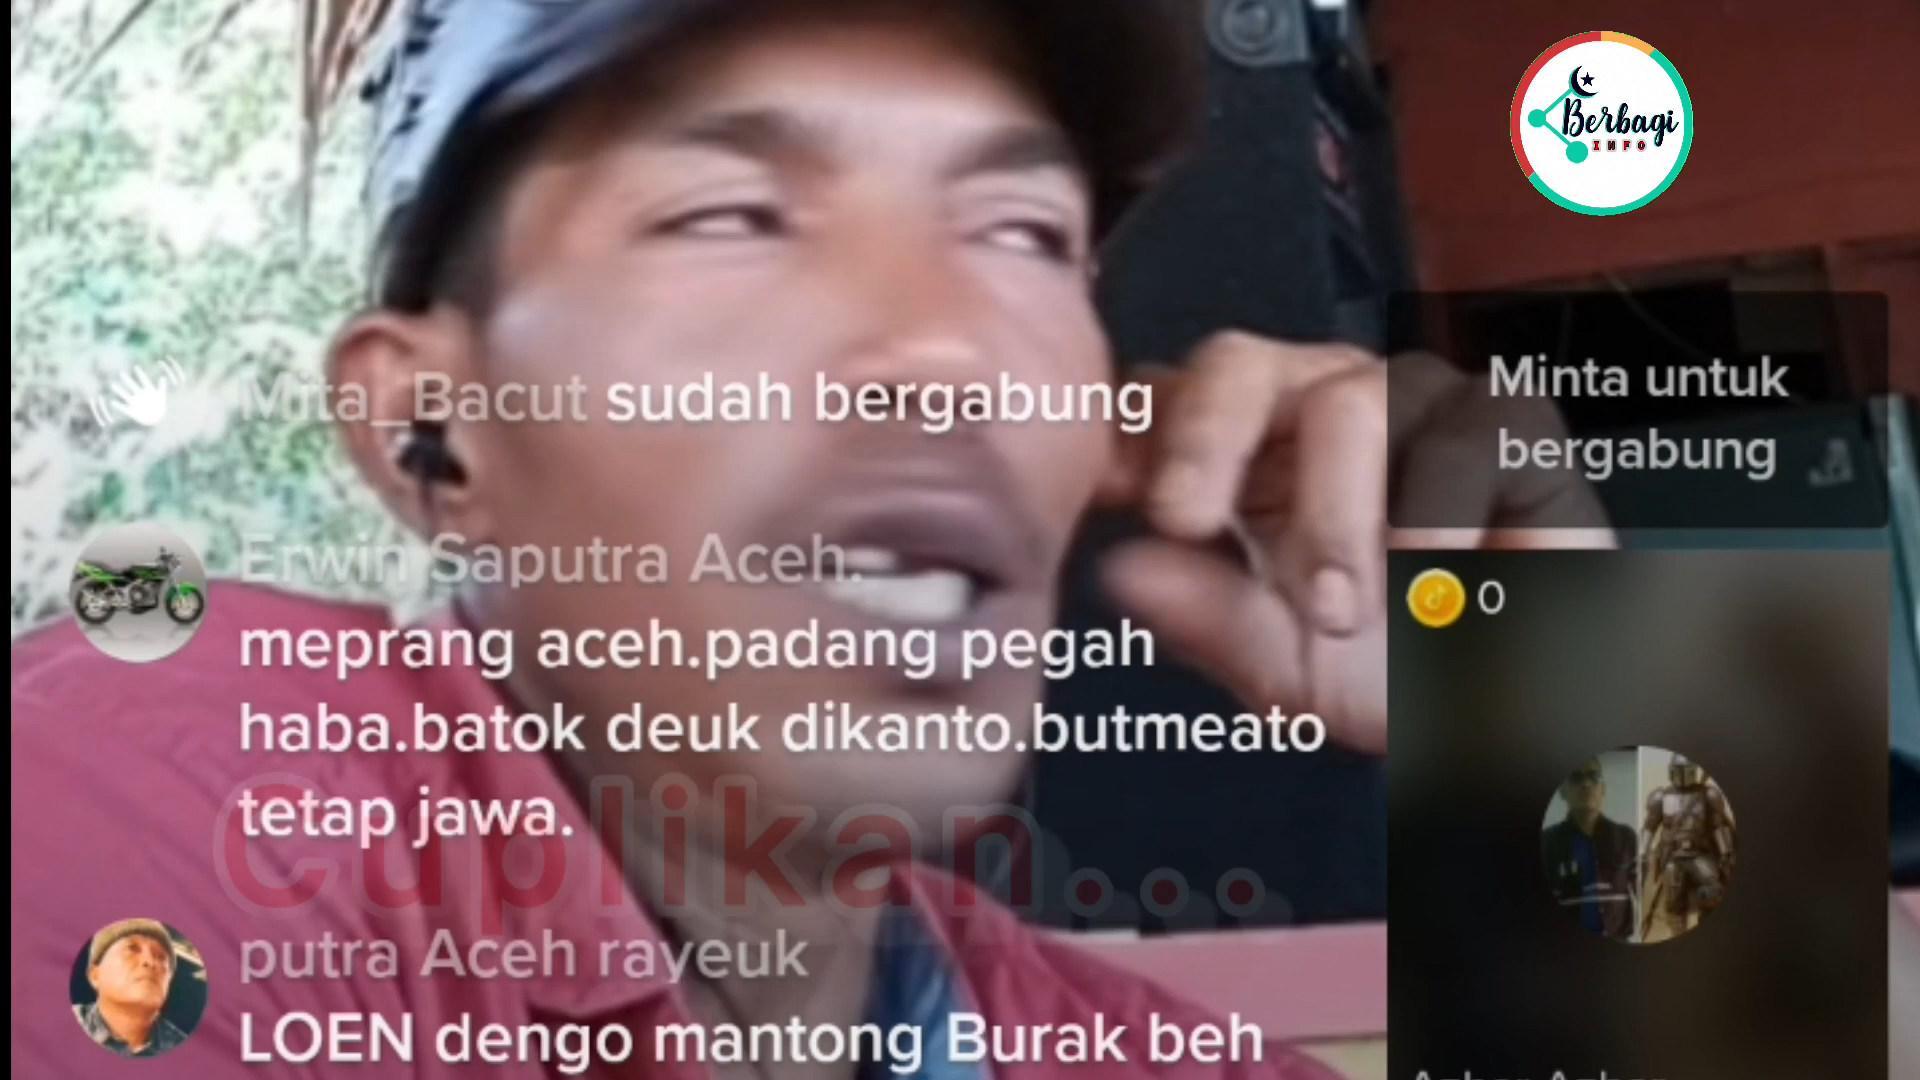 Berbagi
INFO
Minta untuk
bergabung
Mita_Bacut sudah bergabung
0
Erwin Saputra Aceh.
meprang aceh.padang pegah
haba.batok deuk dikanto.butmeato
tetap jawa.
Cuplikan...
putra Aceh rayeuk
LOEN dengo mantong Burak beh